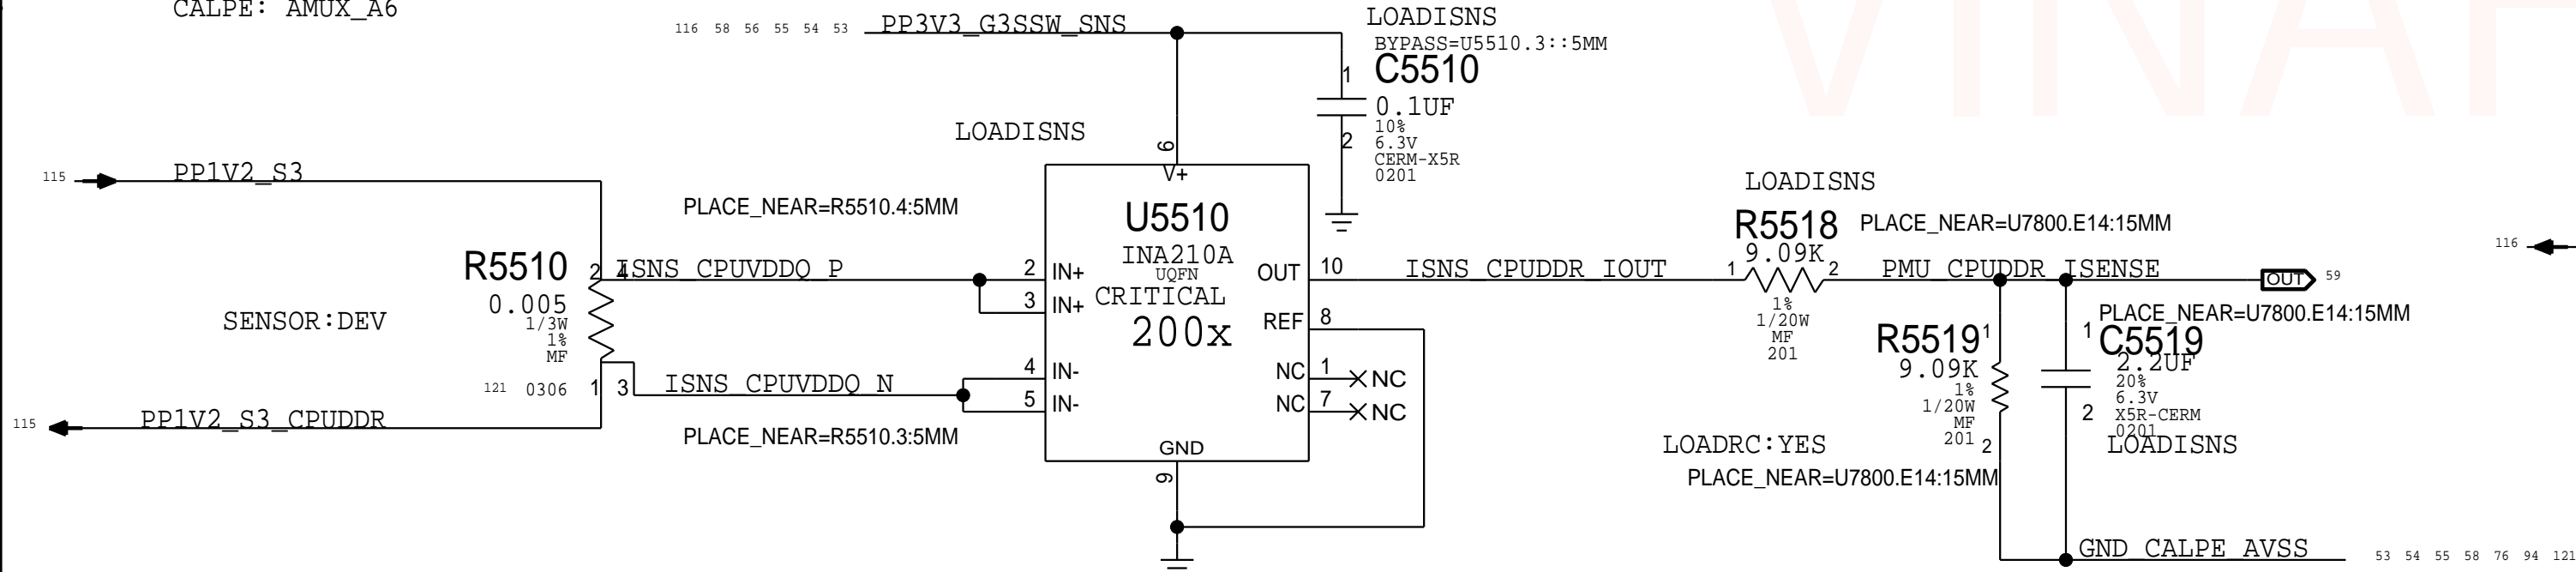 CALPE: AMUX_A6
116 58 56 55 54 53 PP3V3_G3SSW_SNS
LOADISNS
BYPASS=U5510.3::5MM
C5510
1
0.1UF
10%
6.3V
CERM-X5R
0201
2
LOADISNS
6
V+
115 PP1V2_S3
PLACE_NEAR=R5510.4:5MM
U5510
INA210A
UQFN
CRITICAL
200x
R5510
0.005
1/3W
1%
MF
0306
121
2 4
1 3
SENSOR:DEV
ISNS_CPUVDDQ_P
2 IN+
3 IN+
4 IN-
5 IN-
ISNS_CPUVDDQ_N
115 PP1V2_S3_CPUDDR
PLACE_NEAR=R5510.3:5MM
GND
9
OUT 10
REF 8
NC 1 NC
NC 7 NC
ISNS_CPUDDR_IOUT
LOADISNS
R5518
PLACE_NEAR=U7800.E14:15MM
9.09K
1 2
1%
1/20W
MF
201
PMU_CPUDDR_ISENSE
OUT 59
116
PLACE_NEAR=U7800.E14:15MM
R5519
1
9.09K
1%
1/20W
MF
201
2
LOADRC:YES
PLACE_NEAR=U7800.E14:15MM
1
C5519
2.2UF
20%
6.3V
X5R-CERM
0201
2
LOADISNS
GND_CALPE_AVSS 53 54 55 58 76 94 121